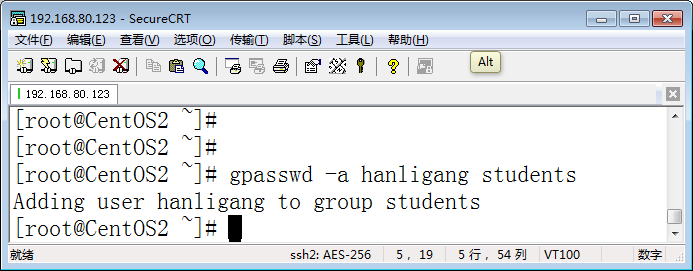 192.168.80.123 - SecureCRT
文件(F) 编辑(E) 查看(V) 选项(O) 传输(T) 脚本(S) 工具(L) 帮助(H)
Alt
192.168.80.123
[root@CentOS2 ~]#
[root@CentOS2 ~]#
[root@CentOS2 ~]# gpasswd -a hanligang students
Adding user hanligang to group students
[root@CentOS2 ~]#
就绪 ssh2: AES-256 5, 19 5 行, 54 列 VT100 数字